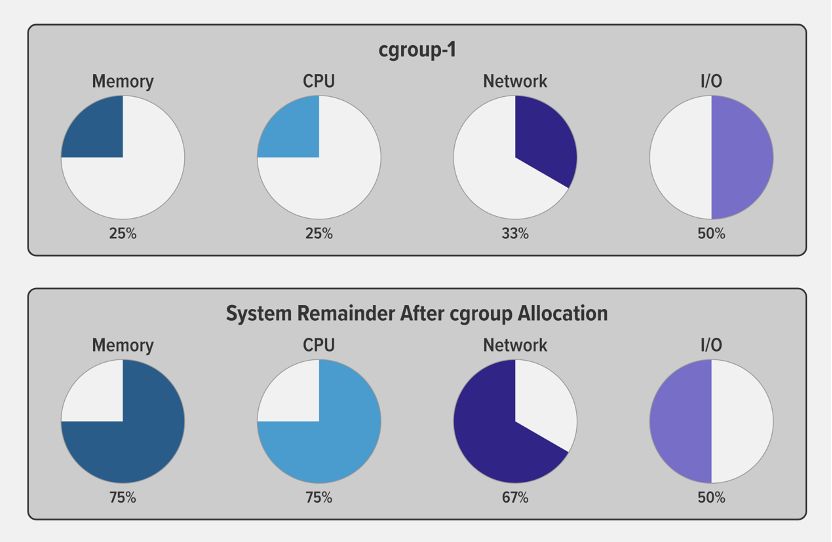 cgroup-1
Memory CPU Network I/O
25% 25% 33% 50%
System Remainder After cgroup Allocation
Memory CPU Network I/O
75% 75% 67% 50%